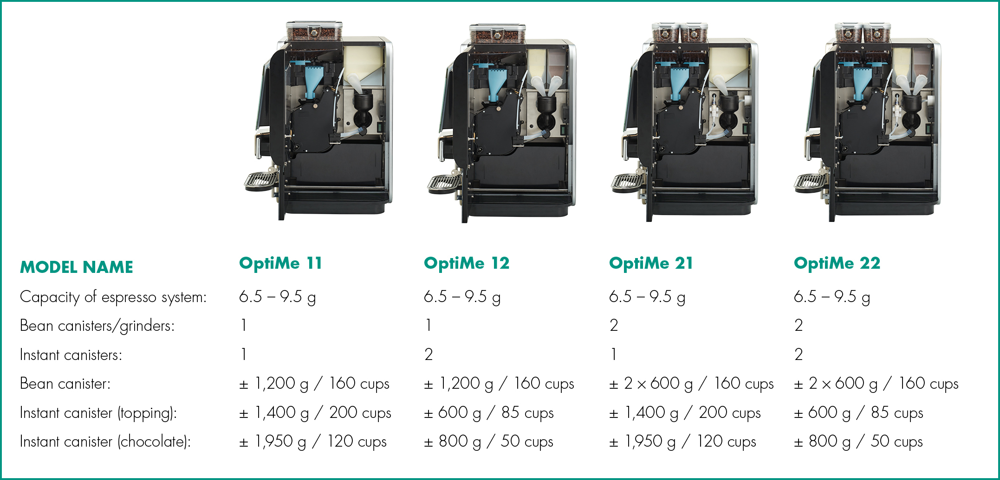 MODEL NAME OptiMe 11 OptiMe 12 OptiMe 21 OptiMe 22
Capacity of espresso system: 6.5 – 9.5 g 6.5 – 9.5 g 6.5 – 9.5 g 6.5 – 9.5 g
Bean canisters/grinders: 1 1 2 2
Instant canisters: 1 2 1 2
Bean canister: ± 1,200 g / 160 cups ± 1,200 g / 160 cups ± 2 × 600 g / 160 cups ± 2 × 600 g / 160 cups
Instant canister (topping): ± 1,400 g / 200 cups ± 600 g / 85 cups ± 1,400 g / 200 cups ± 600 g / 85 cups
Instant canister (chocolate): ± 1,950 g / 120 cups ± 800 g / 50 cups ± 1,950 g / 120 cups ± 800 g / 50 cups